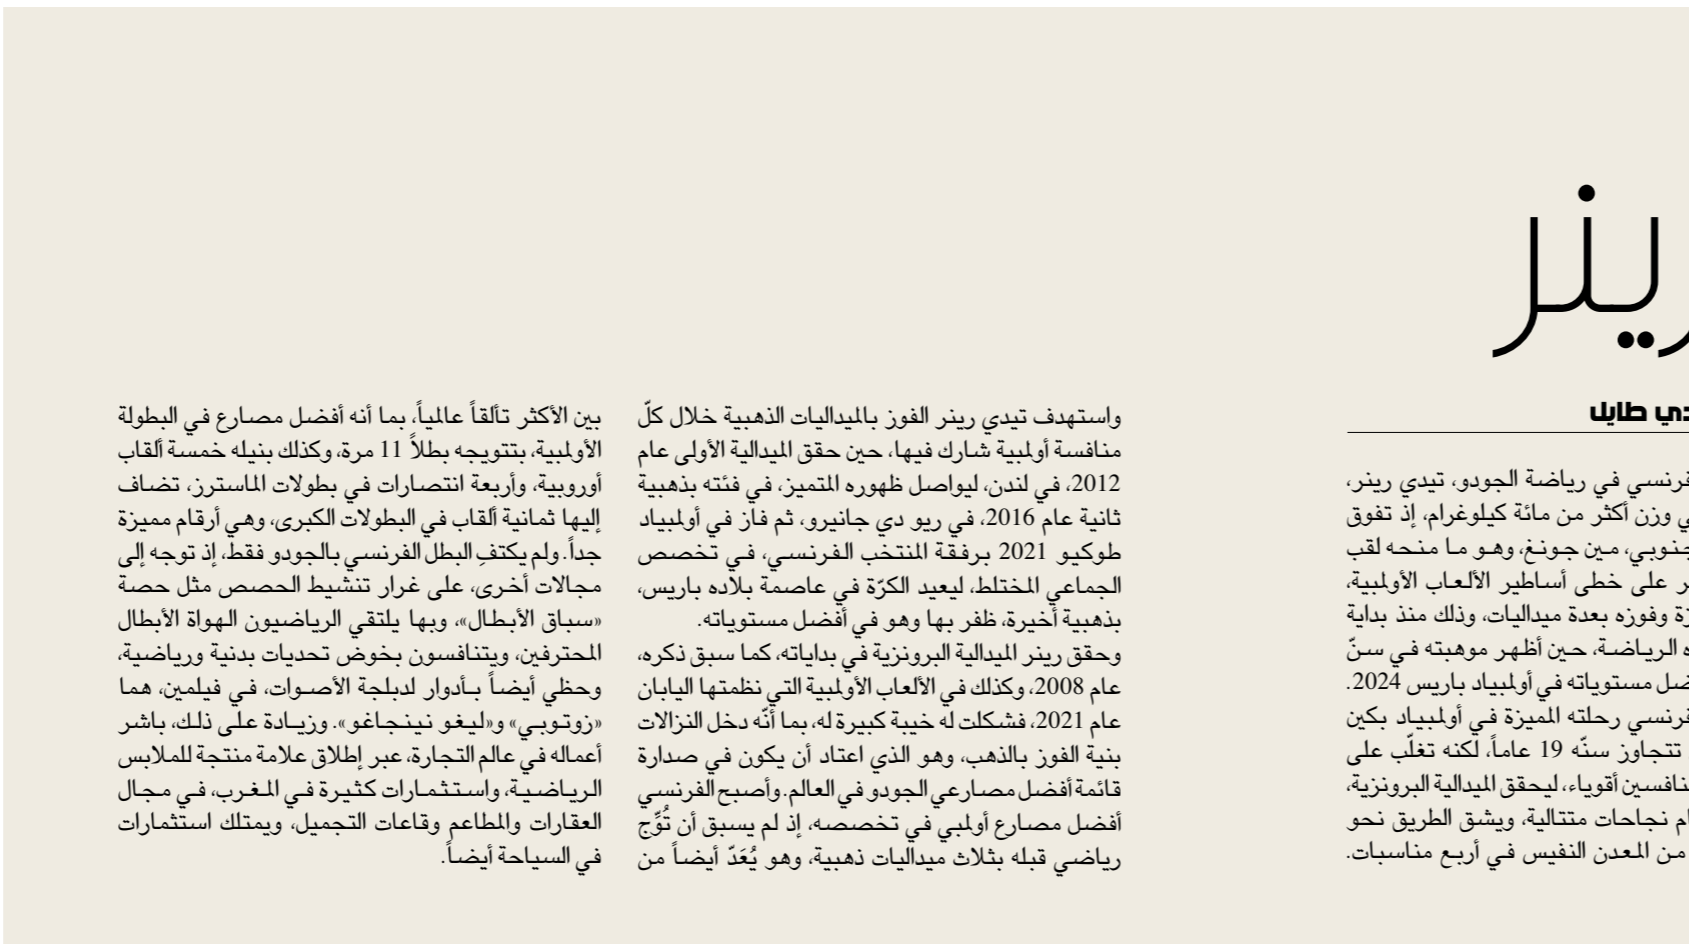 رينر
طايل
في رياضة الجودو، تيدي رينر،
وزن أكثر من مائة كيلوغرام، إذ تفوق
مين جونغ، وهو ما منحه لقب
على خطى أساطير الألعاب الأولمبية،
وفوزه بعدة ميداليات، وذلك منذ بداية
الرياضة، حين أظهر موهبته في سنّ
مستوياته في أولمبياد باريس 2024.
رحلته المميزة في أولمبياد بكين
تتجاوز سنّه 19 عاماً، لكنه تغلّب على
أقوياء، ليحقق الميدالية البرونزية،
نجاحات متتالية، ويشق الطريق نحو
من المعدن النفيس في أربع مناسبات.
واستهدف تيدي رينر الفوز بالميداليات الذهبية خلال كلّ
منافسة أولمبية شارك فيها، حين حقق الميدالية الأولى عام
2012، في لندن، ليواصل ظهوره المتميز، في فئته بذهبية
ثانية عام 2016، في ريو دي جانيرو، ثم فاز في أولمبياد
طوكيو 2021 برفقة المنتخب الفرنسي، في تخصص
الجماعي المختلط، ليعيد الكرّة في عاصمة بلاده باريس،
بذهبية أخيرة، ظفر بها وهو في أفضل مستوياته.
وحقق رينر الميدالية البرونزية في بداياته، كما سبق ذكره،
عام 2008، وكذلك في الألعاب الأولمبية التي نظمتها اليابان
عام 2021، فشكلت له خيبة كبيرة له، بما أنّه دخل النزالات
بنية الفوز بالذهب، وهو الذي اعتاد أن يكون في صدارة
قائمة أفضل مصارعي الجودو في العالم. وأصبح الفرنسي
أفضل مصارع أولمبي في تخصصه، إذ لم يسبق أن تُوِّج
رياضي قبله بثلاث ميداليات ذهبية، وهو يُعَدّ أيضاً من
بين الأكثر تألقاً عالمياً، بما أنه أفضل مصارع في البطولة
الأولمبية، بتتويجه بطلاً 11 مرة، وكذلك بنيله خمسة ألقاب
أوروبية، وأربعة انتصارات في بطولات الماسترز، تضاف
إليها ثمانية ألقاب في البطولات الكبرى، وهي أرقام مميزة
جداً. ولم يكتفِ البطل الفرنسي بالجودو فقط، إذ توجه إلى
مجالات أخرى، على غرار تنشيط الحصص مثل حصة
«سباق الأبطال»، وبها يلتقي الرياضيون الهواة الأبطال
المحترفين، ويتنافسون بخوض تحديات بدنية ورياضية،
وحظي أيضاً بأدوار لدبلجة الأصوات، في فيلمين، هما
«زوتوبي» و«ليغو نينجاغو». وزيادة على ذلك، باشر
أعماله في عالم التجارة، عبر إطلاق علامة منتجة للملابس
الرياضية، واستثمارات كثيرة في المغرب، في مجال
العقارات والمطاعم وقاعات التجميل، ويمتلك استثمارات
في السياحة أيضاً.